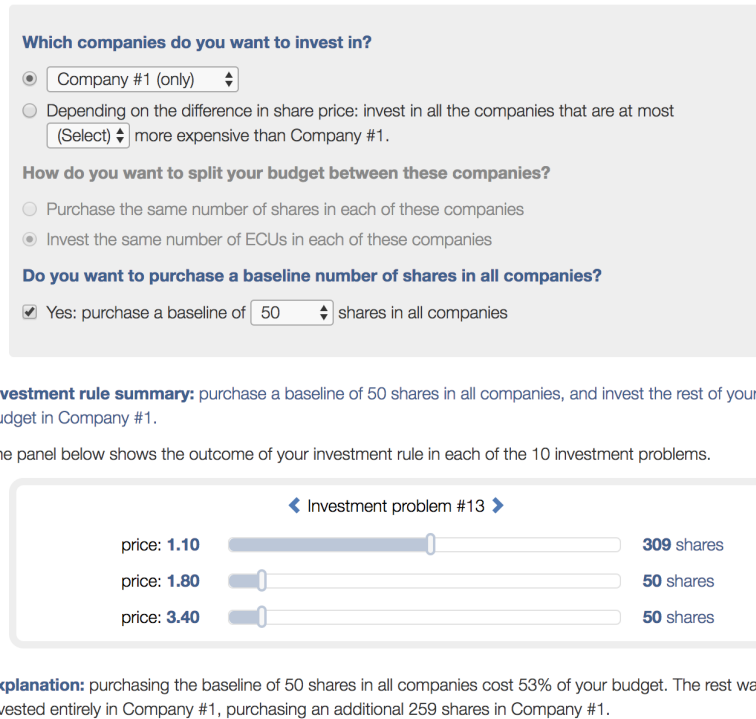 Which companies do you want to invest in?
Company #1 (only)
Depending on the difference in share price: invest in all the companies that are at most
(Select) more expensive than Company #1.
How do you want to split your budget between these companies?
Purchase the same number of shares in each of these companies
Invest the same number of ECUs in each of these companies
Do you want to purchase a baseline number of shares in all companies?
Yes: purchase a baseline of 50 shares in all companies
vestment rule summary: purchase a baseline of 50 shares in all companies, and invest the rest of your
udget in Company #1.
he panel below shows the outcome of your investment rule in each of the 10 investment problems.
Investment problem #13
price: 1.10 309 shares
price: 1.80 50 shares
price: 3.40 50 shares
xplanation: purchasing the baseline of 50 shares in all companies cost 53% of your budget. The rest wa
vested entirely in Company #1, purchasing an additional 259 shares in Company #1.